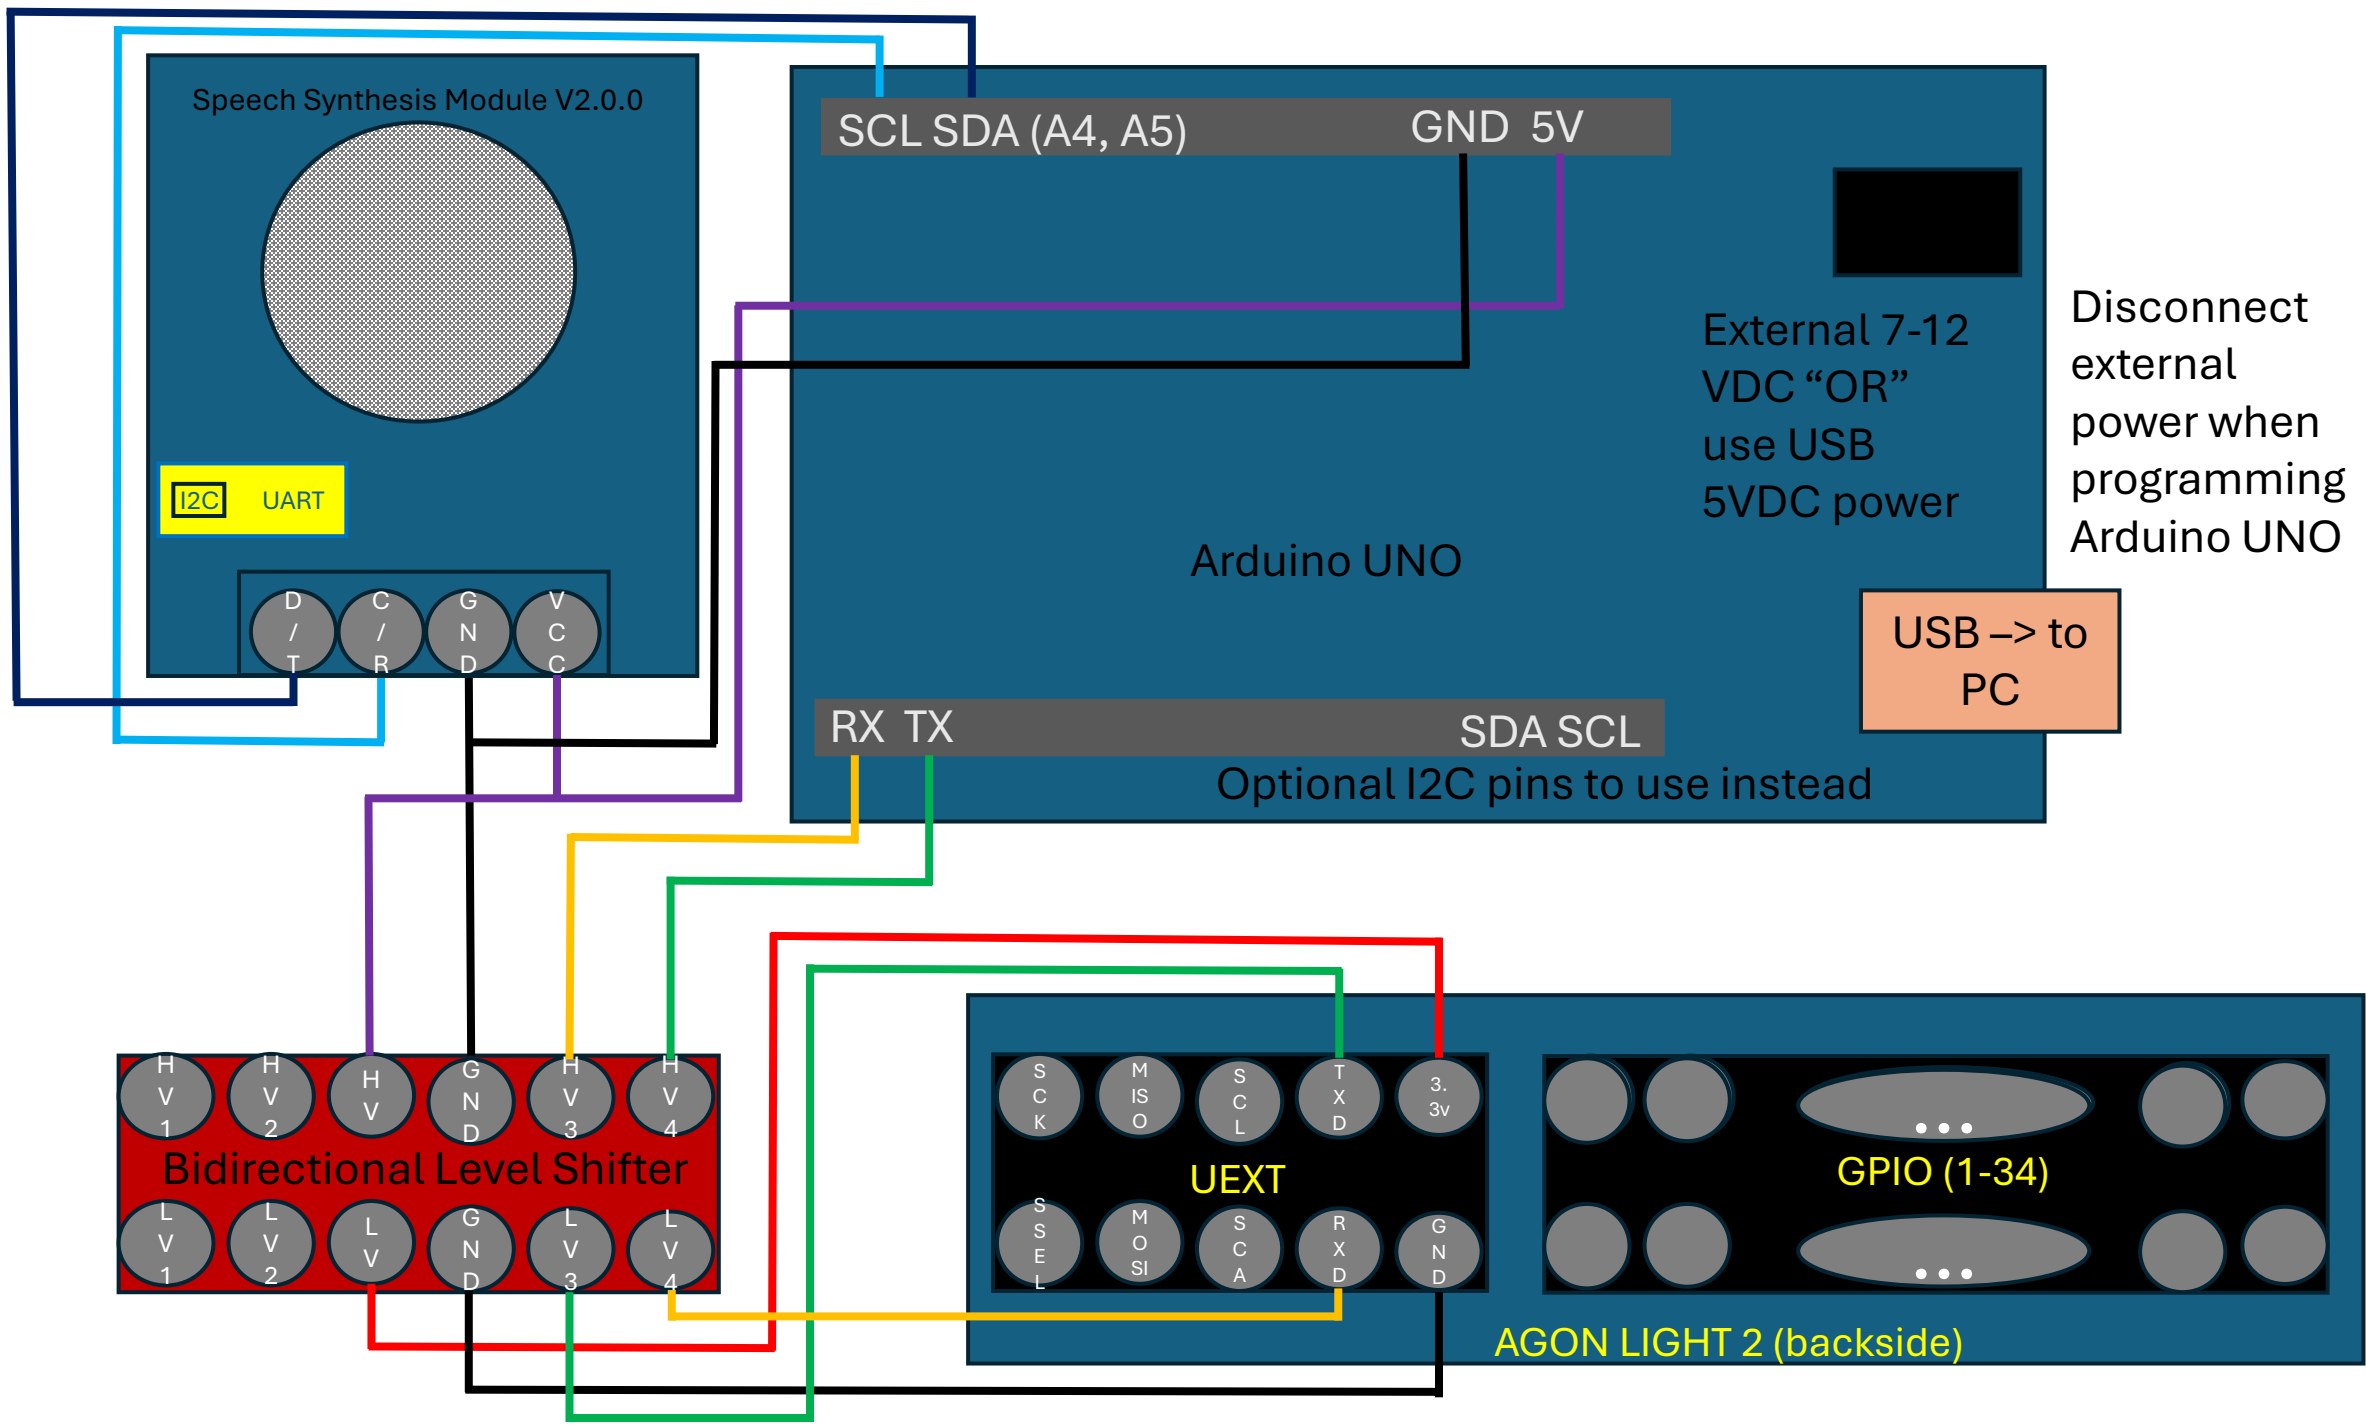 Speech Synthesis Module V2.0.0
I2C UART
D/T C/R GND VCC
SCL SDA (A4, A5) GND 5V
External 7-12
VDC “OR”
use USB
5VDC power
Disconnect
external
power when
programming
Arduino UNO
Arduino UNO
USB –> to
PC
RX TX SDA SCL
Optional I2C pins to use instead
HV1 HV2 HV GND HV3 HV4
Bidirectional Level Shifter
LV1 LV2 LV GND LV3 LV4
SCK MISO SCL TXD 3.3v
UEXT
SSEL MOSI SCA RXD GND
GPIO (1-34)
AGON LIGHT 2 (backside)